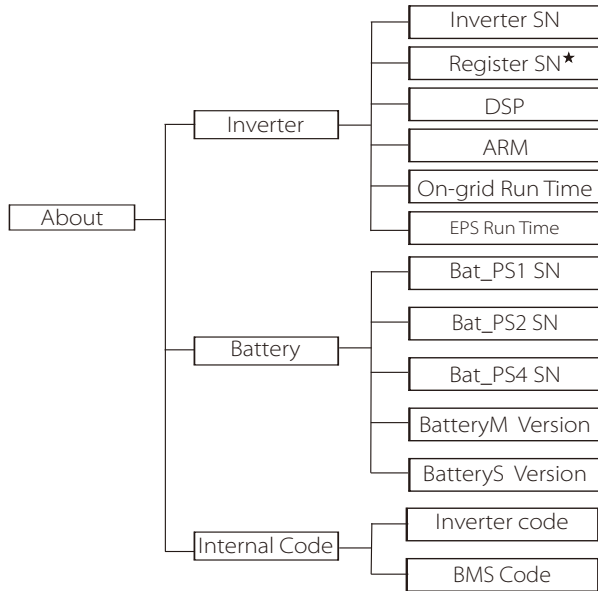 About
Inverter
Inverter SN
Register SN★
DSP
ARM
On-grid Run Time
EPS Run Time
Battery
Bat_PS1 SN
Bat_PS2 SN
Bat_PS4 SN
BatteryM Version
BatteryS Version
Internal Code
Inverter code
BMS Code